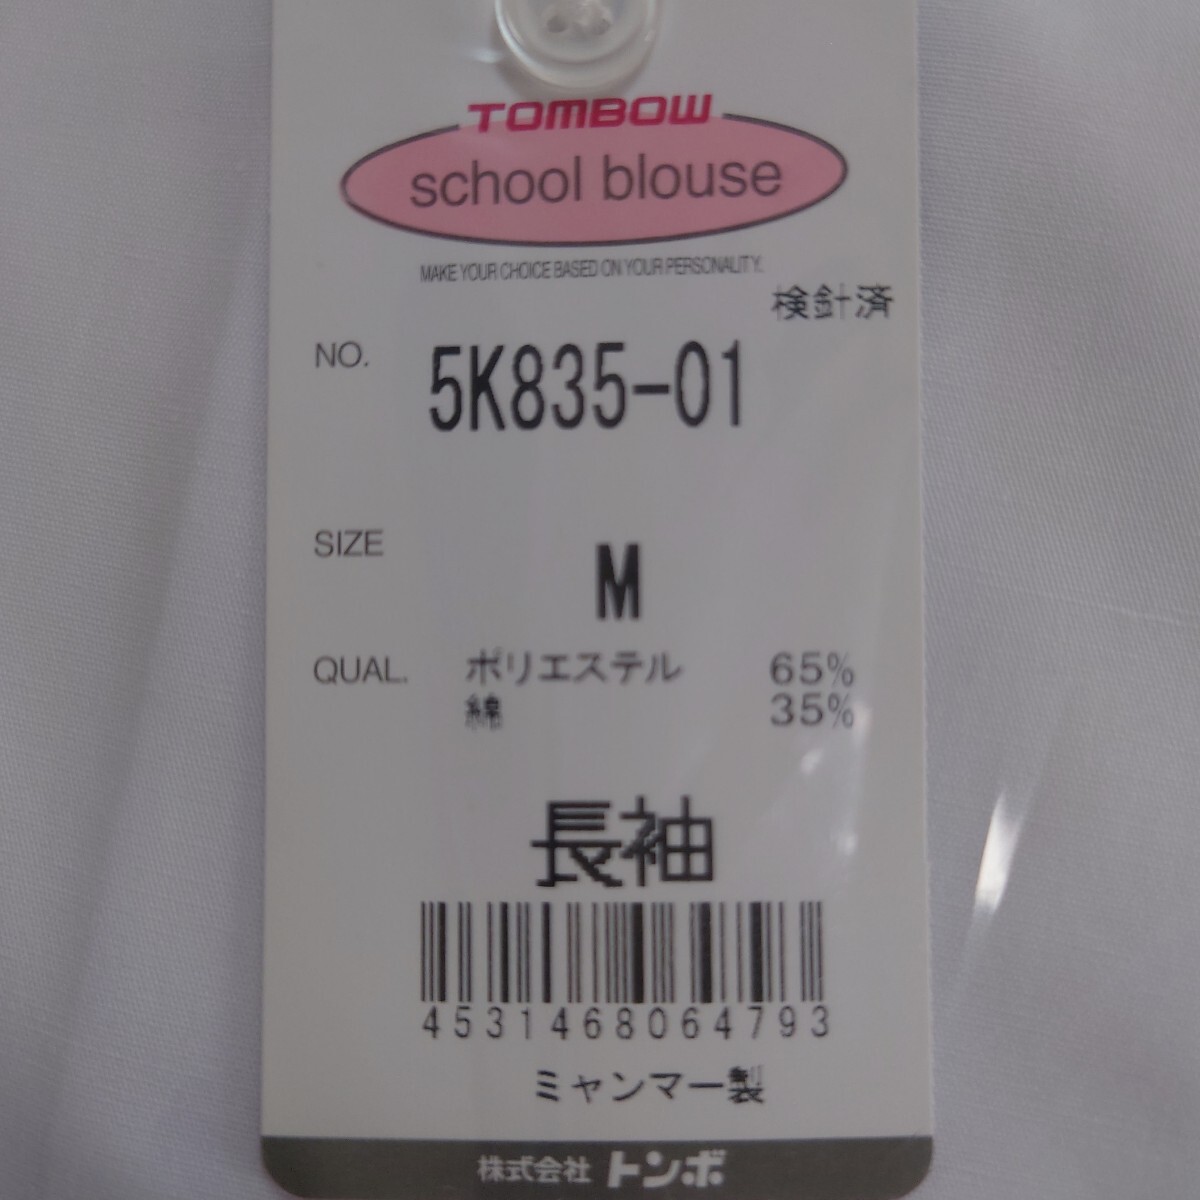 TOMBOW
school blouse
MAKE YOUR CHOICE BASED ON YOUR PERSONALITY.
検針済
NO. 5K835-01
SIZE M
QUAL. ポリエステル 65%
綿 35%
長袖
4531468064793
ミャンマー製
株式会社 トンボ